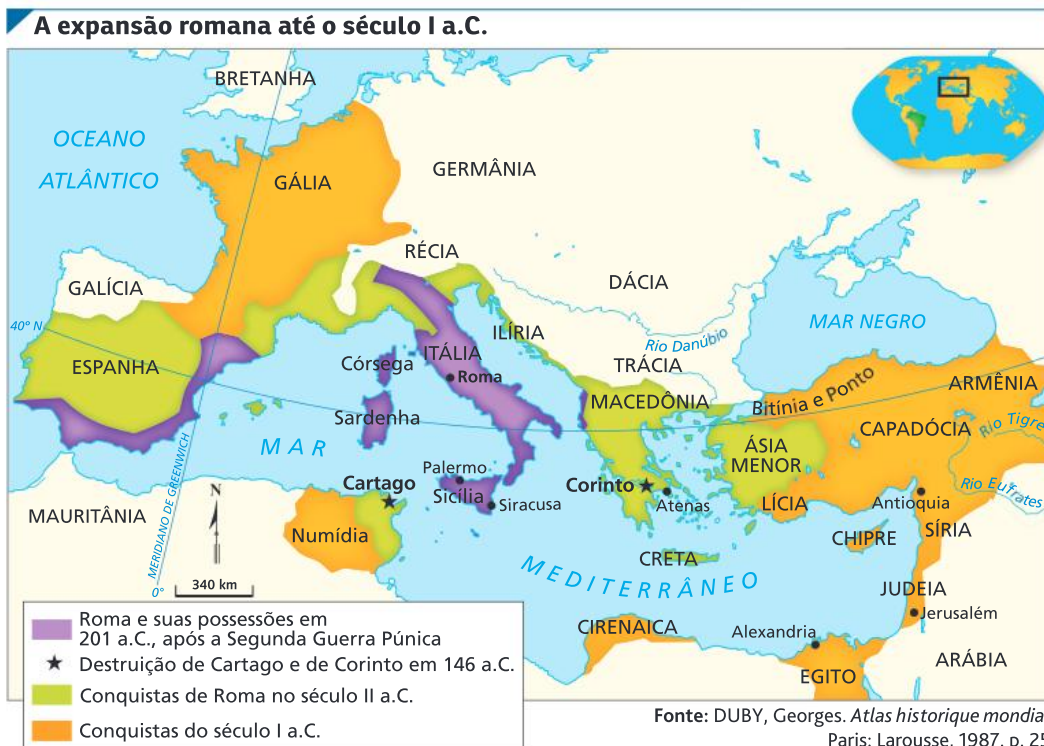 A expansão romana até o século I a.C.
BRETANHA
OCEANO
ATLÂNTICO
GÁLIA
GERMÂNIA
RÉCIA
GALÍCIA
DÁCIA
40° N
MAR NEGRO
ILÍRIA
Rio Danúbio
ESPANHA
Córsega
ITÁLIA
Roma
TRÁCIA
ARMÊNIA
Bitínia e Ponto
MACEDÔNIA
Sardenha
CAPADÓCIA
Rio Tigre
MAR
ÁSIA
MENOR
Palermo
Cartago
Sicília
Siracusa
Corinto
Atenas
LÍCIA
Antioquia
Rio Eufrates
MERIDIANO DE GREENWICH
0°
N
MAURITÂNIA
Numídia
CHIPRE
SÍRIA
CRETA
MEDITERRÂNEO
340 km
JUDEIA
Jerusalém
CIRENAICA
Alexandria
ARÁBIA
EGITO
Roma e suas possessões em
201 a.C., após a Segunda Guerra Púnica
Destruição de Cartago e de Corinto em 146 a.C.
Conquistas de Roma no século II a.C.
Conquistas do século I a.C.
Fonte: DUBY, Georges. Atlas historique mondia
Paris: Larousse, 1987. p. 25